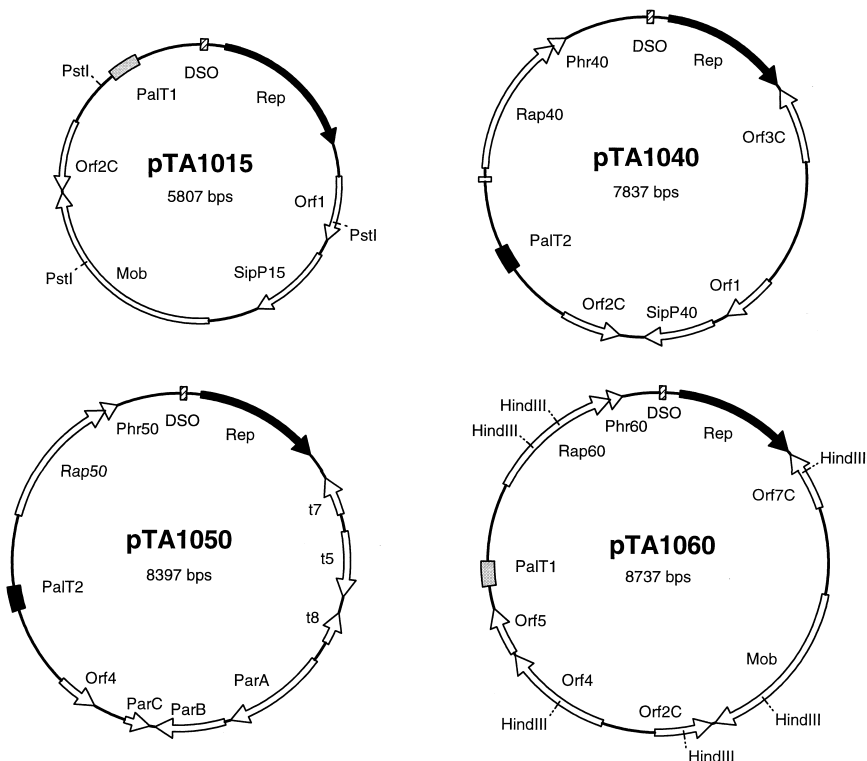 PstI
DSO
PalT1
Rep
Orf2C
pTA1015
5807 bps
Orf1
PstI
SipP15
Mob
PstI
DSO
Phr40
Rep
Rap40
Orf3C
pTA1040
7837 bps
PalT2
Orf1
SipP40
Orf2C
Phr50
DSO
Rep
Rap50
t7
pTA1050
8397 bps
t5
PalT2
t8
Orf4
ParA
ParC
ParB
HindIII
HindIII
Phr60
DSO
Rep
Rap60
HindIII
Orf7C
pTA1060
8737 bps
PalT1
Orf5
Mob
Orf4
HindIII
Orf2C
HindIII
HindIII